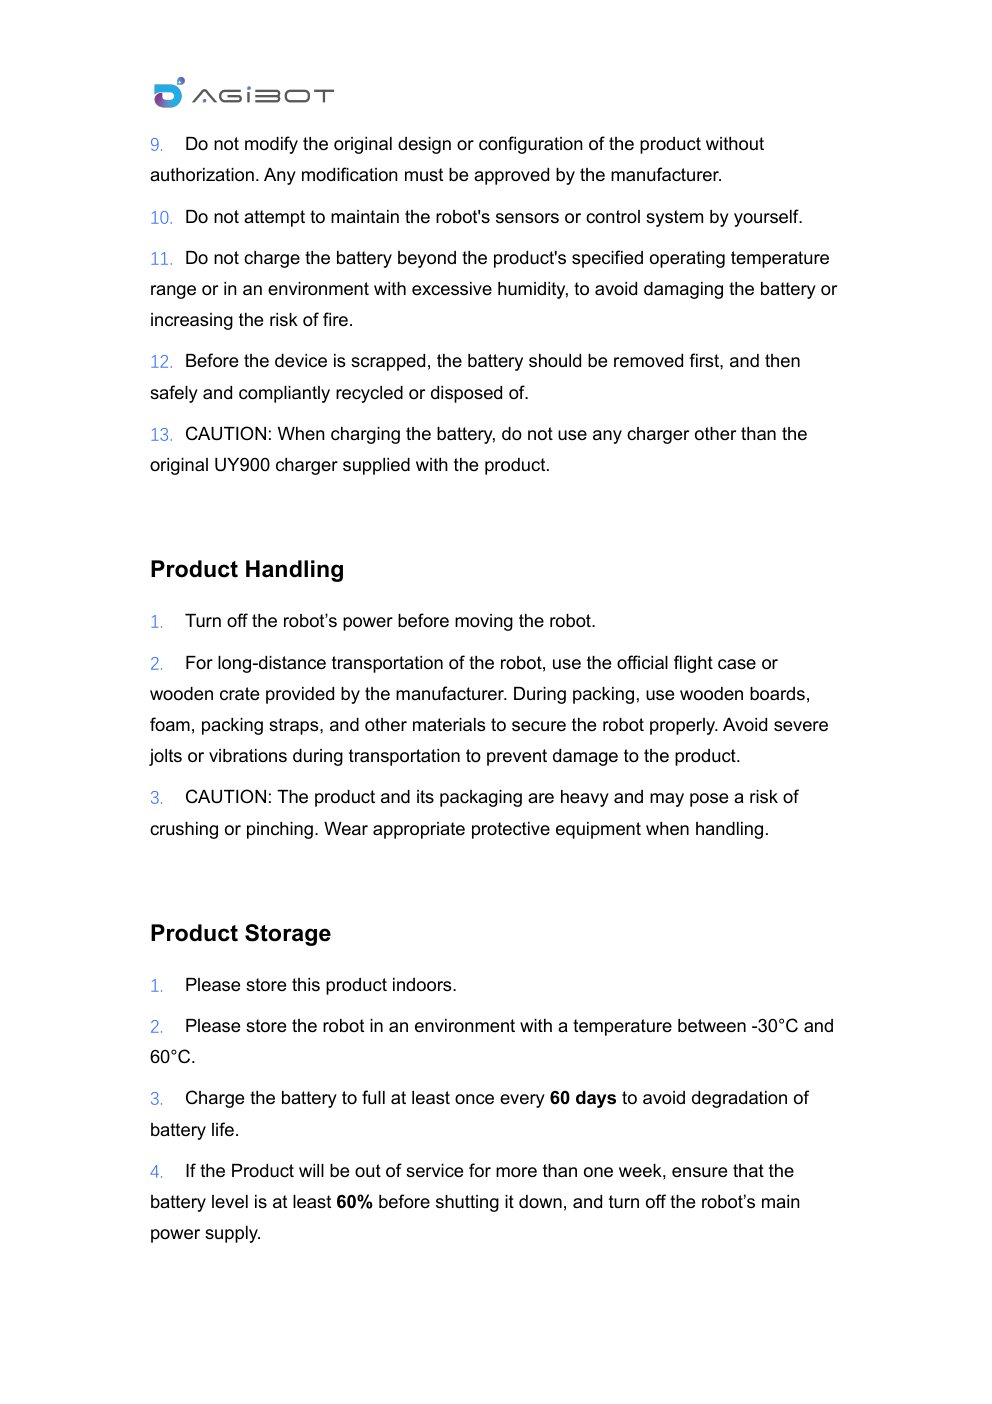 AGIBOT
9. Do not modify the original design or configuration of the product without
authorization. Any modification must be approved by the manufacturer.
10. Do not attempt to maintain the robot's sensors or control system by yourself.
11. Do not charge the battery beyond the product's specified operating temperature
range or in an environment with excessive humidity, to avoid damaging the battery or
increasing the risk of fire.
12. Before the device is scrapped, the battery should be removed first, and then
safely and compliantly recycled or disposed of.
13. CAUTION: When charging the battery, do not use any charger other than the
original UY900 charger supplied with the product.
Product Handling
1. Turn off the robot’s power before moving the robot.
2. For long-distance transportation of the robot, use the official flight case or
wooden crate provided by the manufacturer. During packing, use wooden boards,
foam, packing straps, and other materials to secure the robot properly. Avoid severe
jolts or vibrations during transportation to prevent damage to the product.
3. CAUTION: The product and its packaging are heavy and may pose a risk of
crushing or pinching. Wear appropriate protective equipment when handling.
Product Storage
1. Please store this product indoors.
2. Please store the robot in an environment with a temperature between -30°C and
60°C.
3. Charge the battery to full at least once every 60 days to avoid degradation of
battery life.
4. If the Product will be out of service for more than one week, ensure that the
battery level is at least 60% before shutting it down, and turn off the robot’s main
power supply.